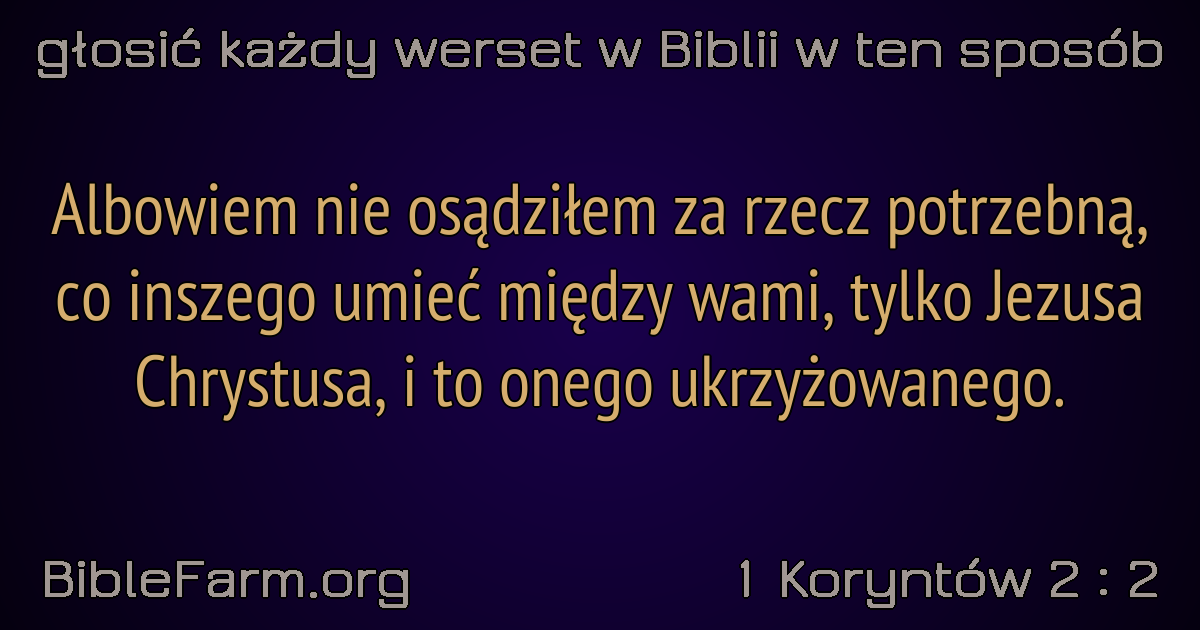 głosić każdy werset w Biblii w ten sposób
Albowiem nie osądziłem za rzecz potrzebną,
co inszego umieć między wami, tylko Jezusa
Chrystusa, i to onego ukrzyżowanego.
BibleFarm.org
1 Koryntów 2 : 2